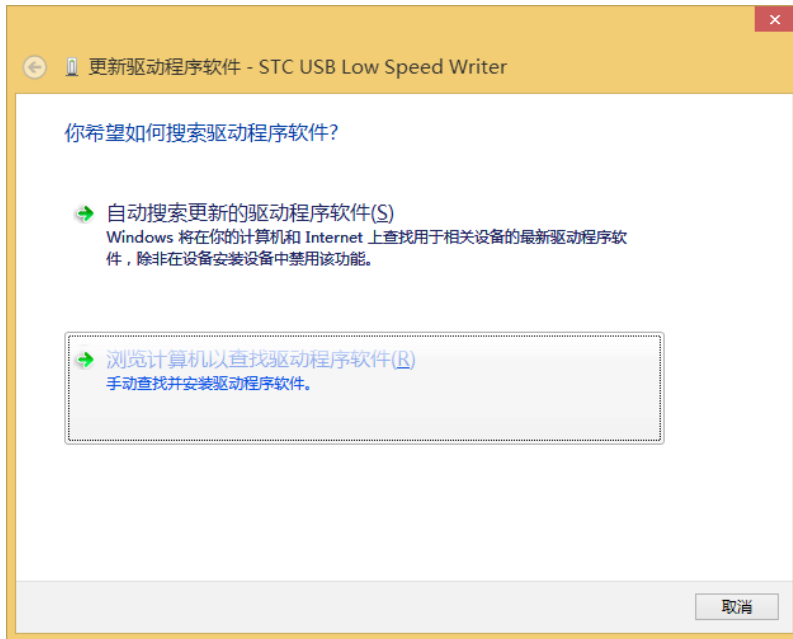 更新驱动程序软件 - STC USB Low Speed Writer
你希望如何搜索驱动程序软件?
自动搜索更新的驱动程序软件(S)
Windows 将在你的计算机和 Internet 上查找用于相关设备的最新驱动程序软
件，除非在设备安装设备中禁用该功能。
浏览计算机以查找驱动程序软件(R)
手动查找并安装驱动程序软件。
取消